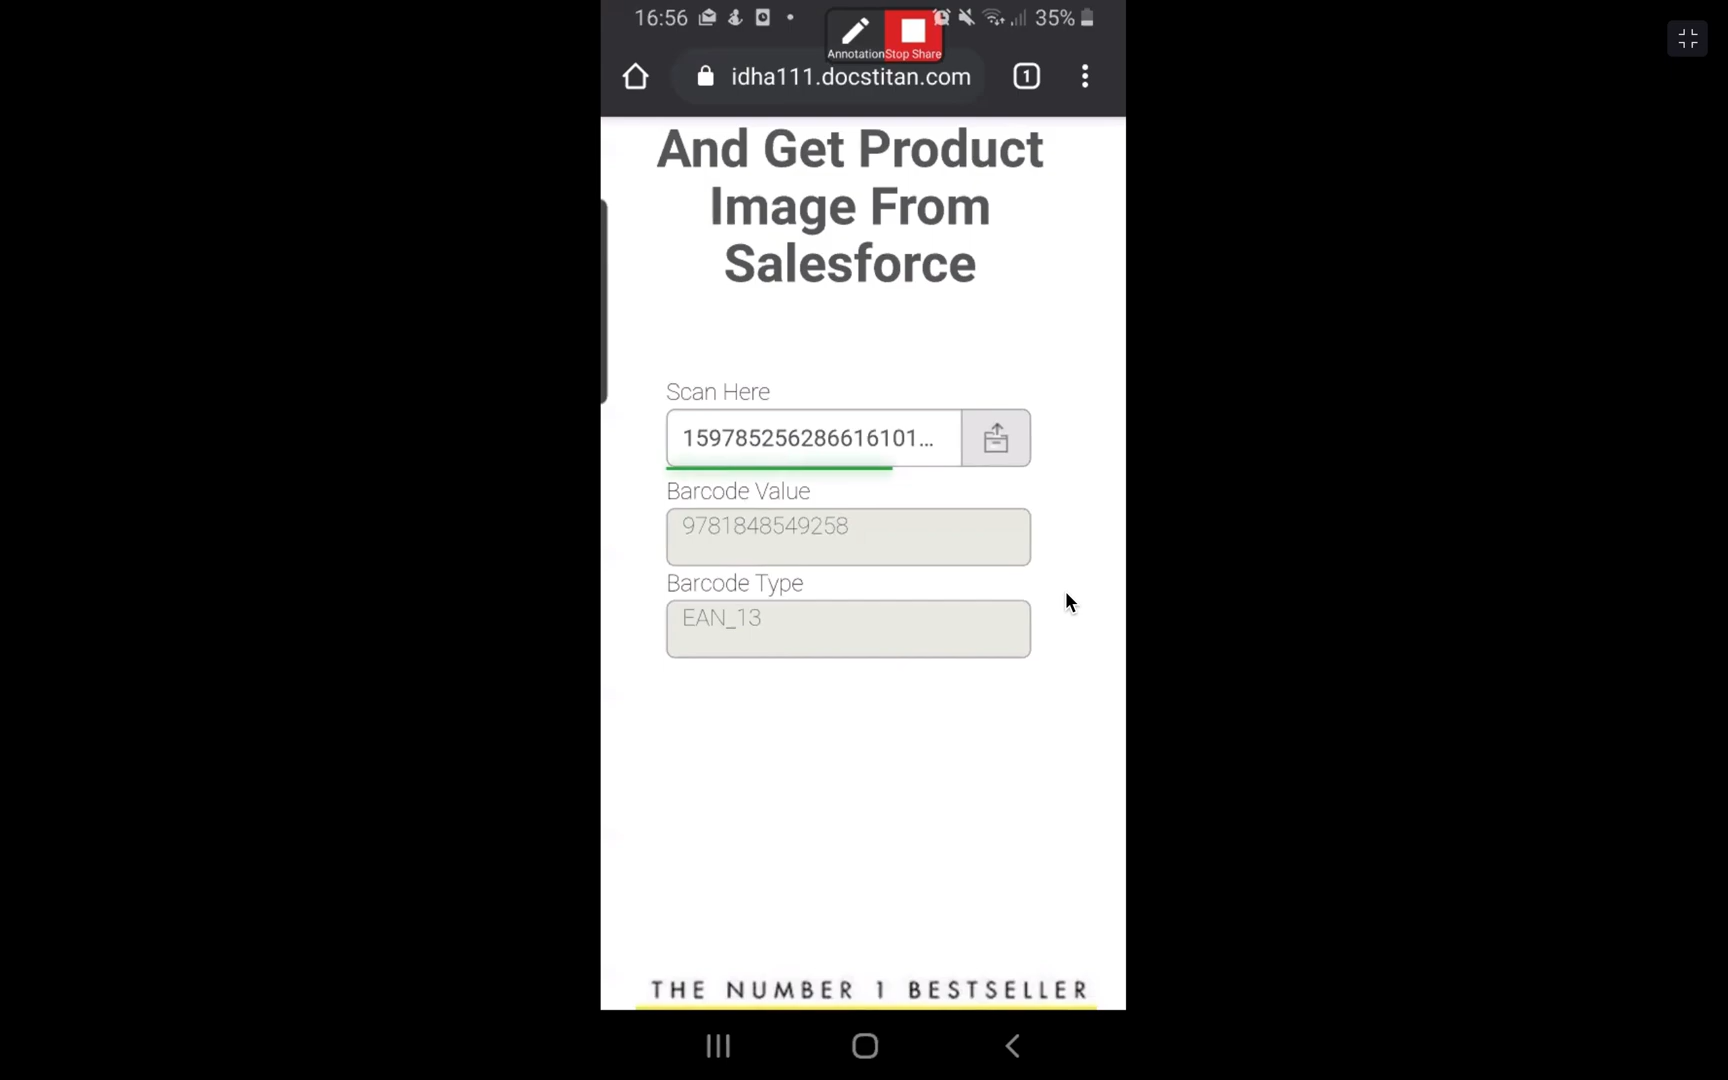 16:56
35%
Annotation Stop Share
idha111.docstitan.com
1
And Get Product
Image From
Salesforce
Scan Here
159785256286616101...
Barcode Value
9781848549258
Barcode Type
EAN_13
THE NUMBER 1 BESTSELLER